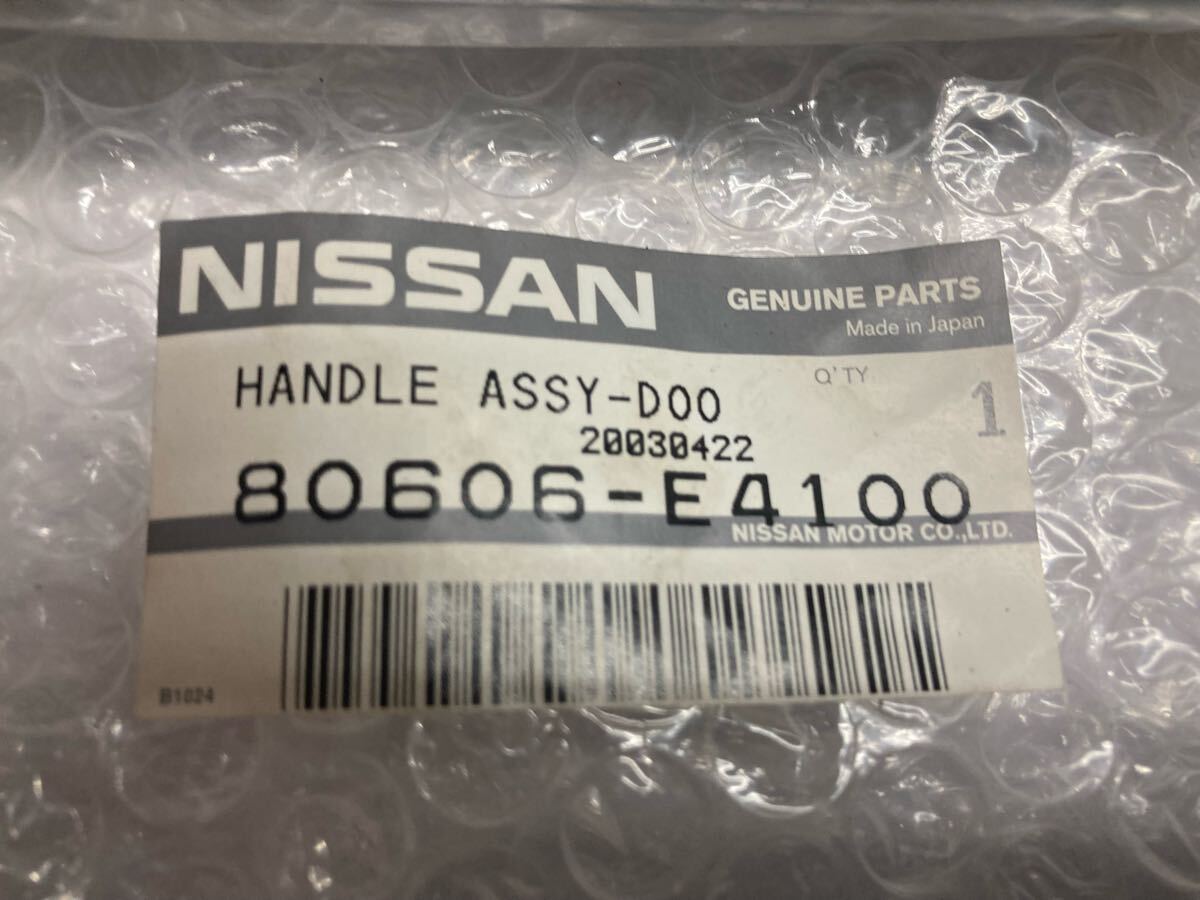 NISSAN
GENUINE PARTS
Made in Japan
HANDLE ASSY-DOO
Q'TY
1
20030422
80606-E4100
NISSAN MOTOR CO.,LTD.
B1024